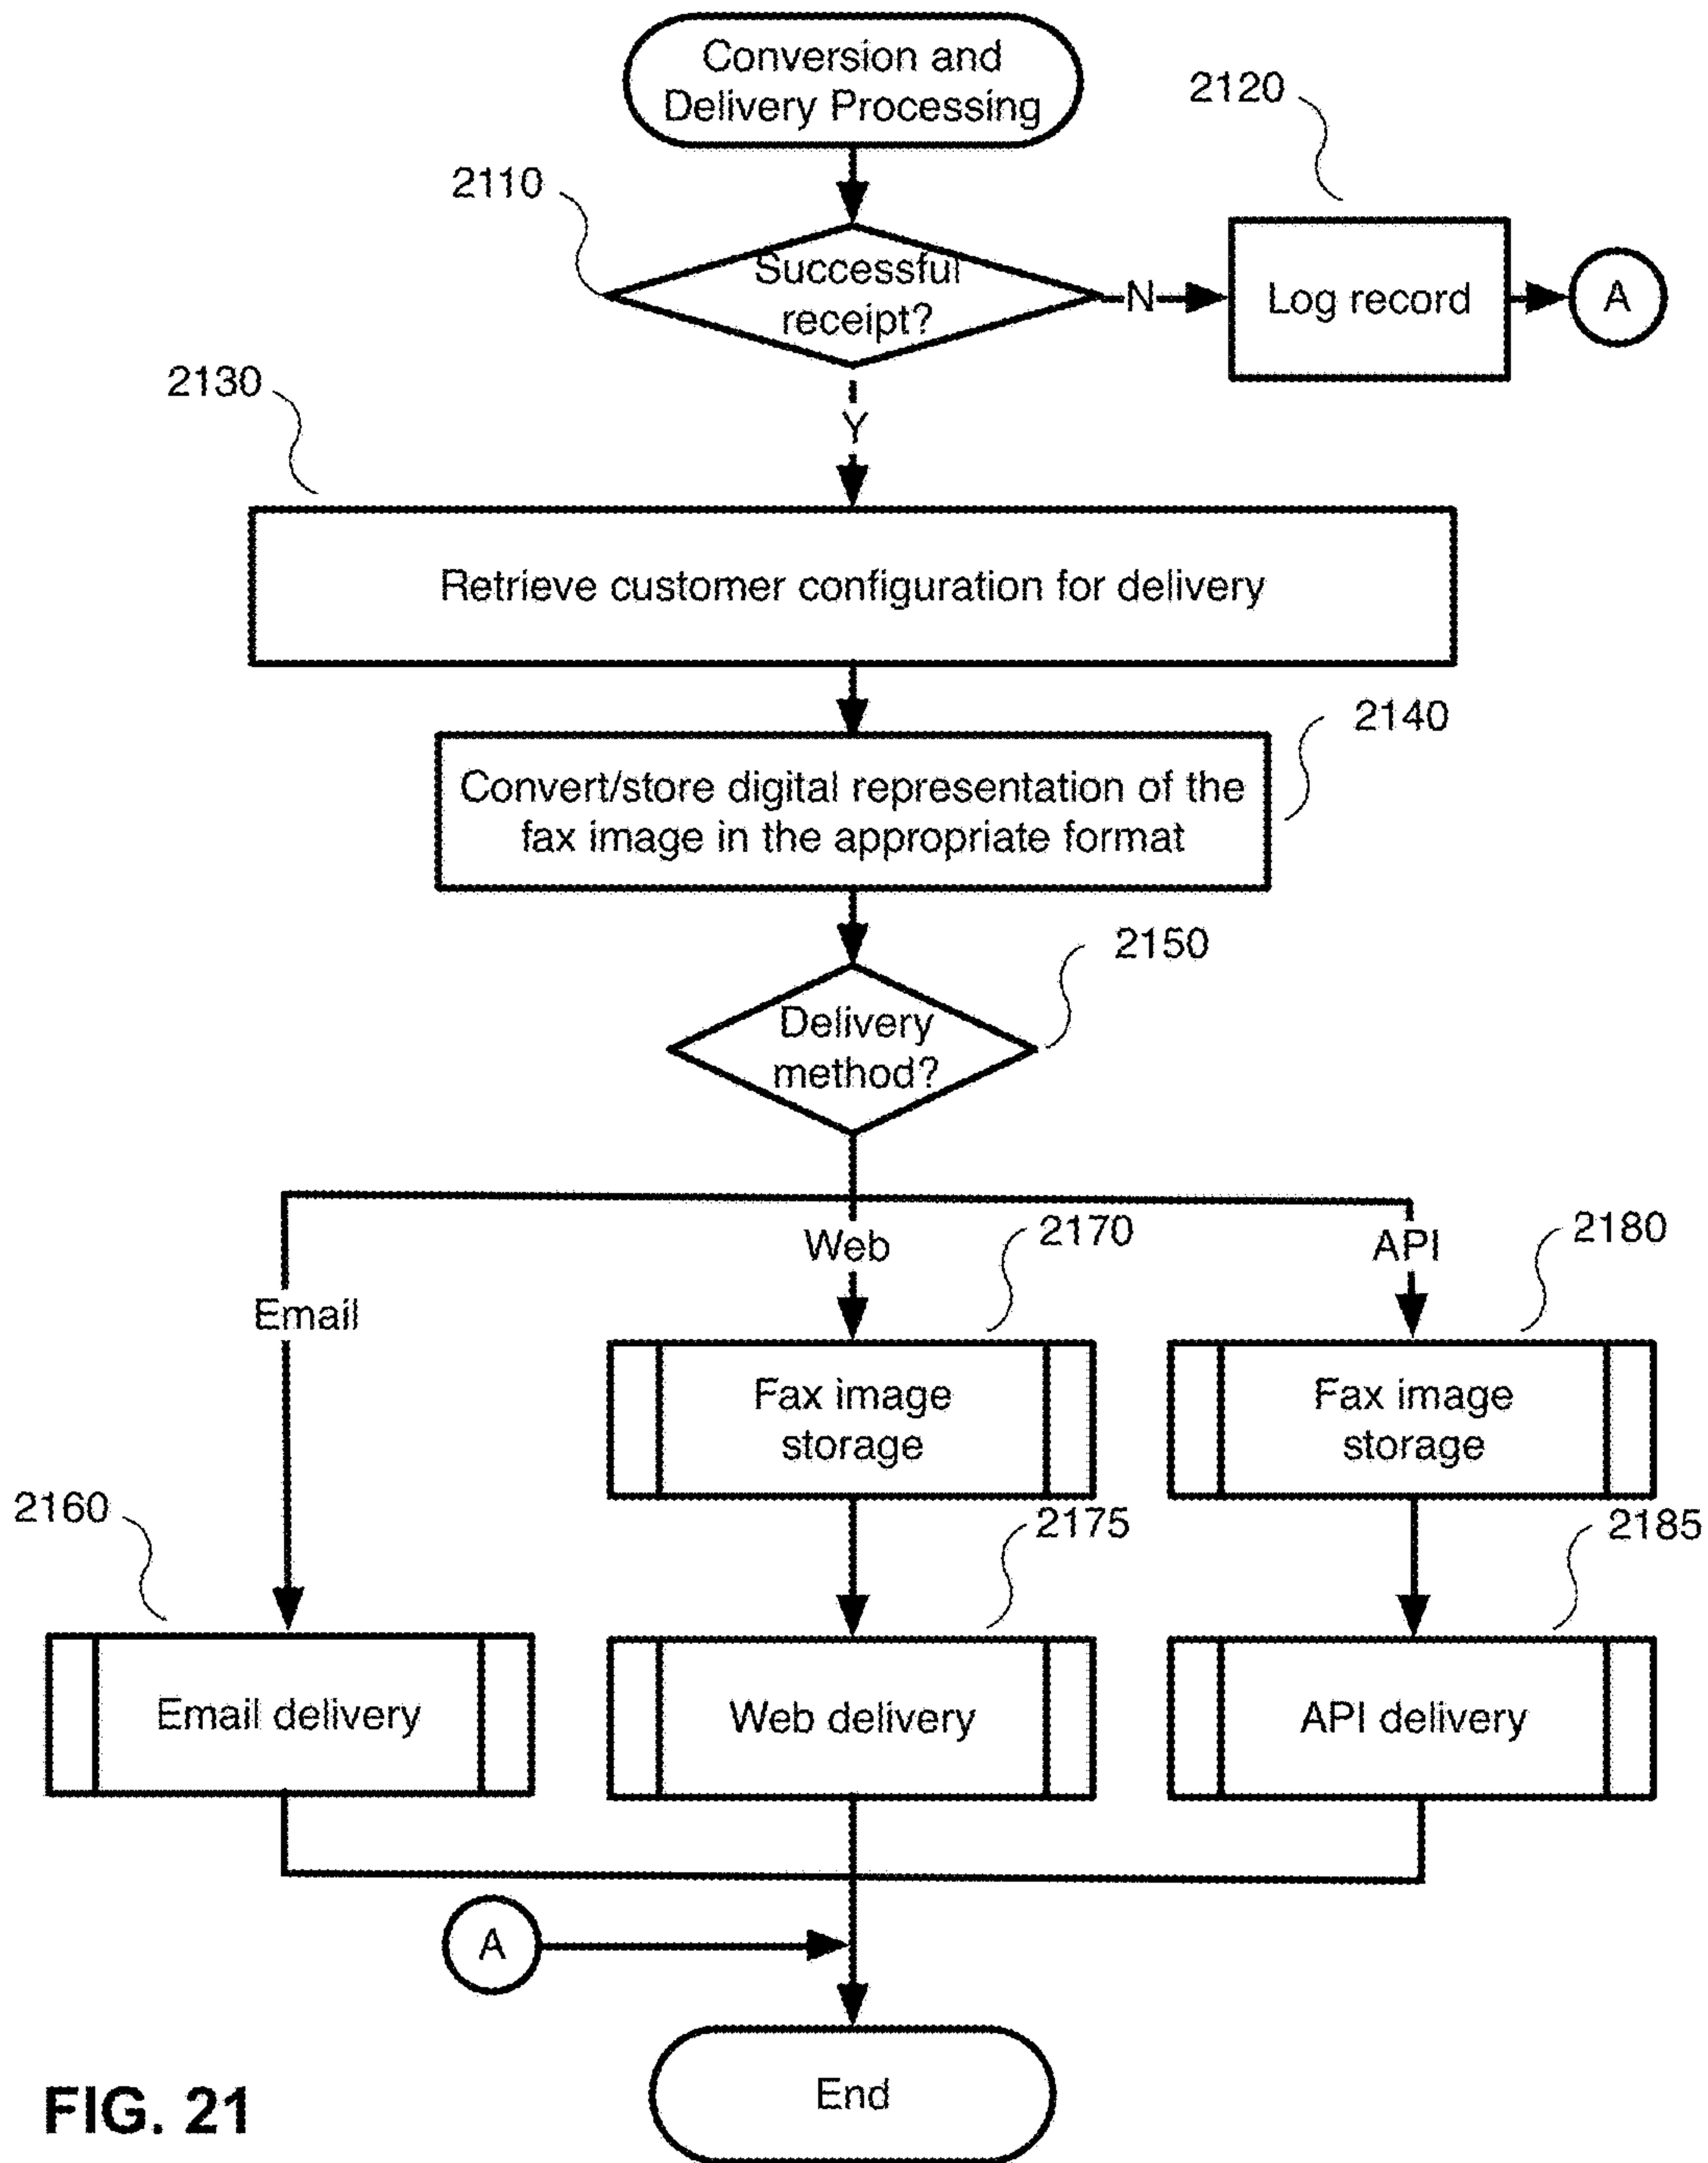 Conversion and
Delivery Processing
2120
2110
Successful
receipt?
N
Log record
A
2130
Y
Retrieve customer configuration for delivery
2140
Convert/store digital representation of the
fax image in the appropriate format
2150
Delivery
method?
2170
2180
Web
API
Email
Fax image
storage
Fax image
storage
2160
2175
2185
Email delivery
Web delivery
API delivery
A
End
FIG. 21